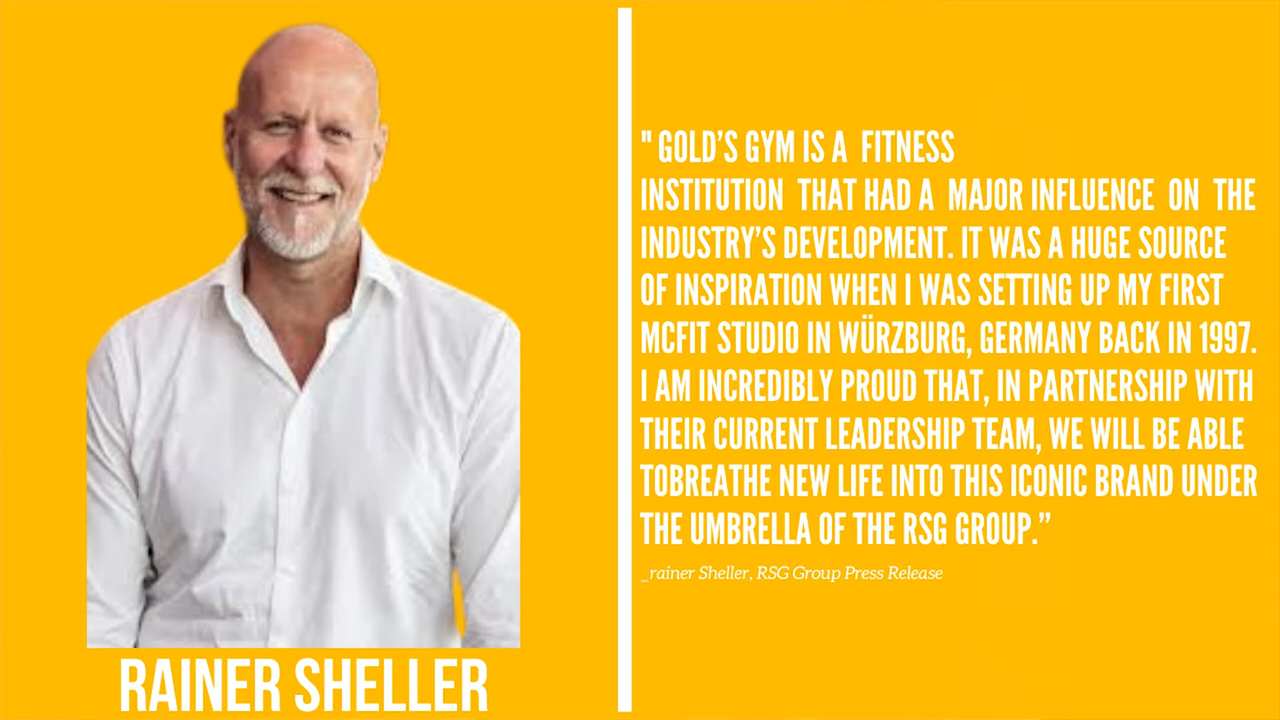 " GOLD'S GYM IS A FITNESS
INSTITUTION THAT HAD A MAJOR INFLUENCE ON THE
INDUSTRY'S DEVELOPMENT. IT WAS A HUGE SOURCE
OF INSPIRATION WHEN I WAS SETTING UP MY FIRST
MCFIT STUDIO IN WÜRZBURG, GERMANY BACK IN 1997.
I AM INCREDIBLY PROUD THAT, IN PARTNERSHIP WITH
THEIR CURRENT LEADERSHIP TEAM, WE WILL BE ABLE
TOBREATHE NEW LIFE INTO THIS ICONIC BRAND UNDER
THE UMBRELLA OF THE RSG GROUP.”
_rainer Sheller, RSG Group Press Release
RAINER SHELLER